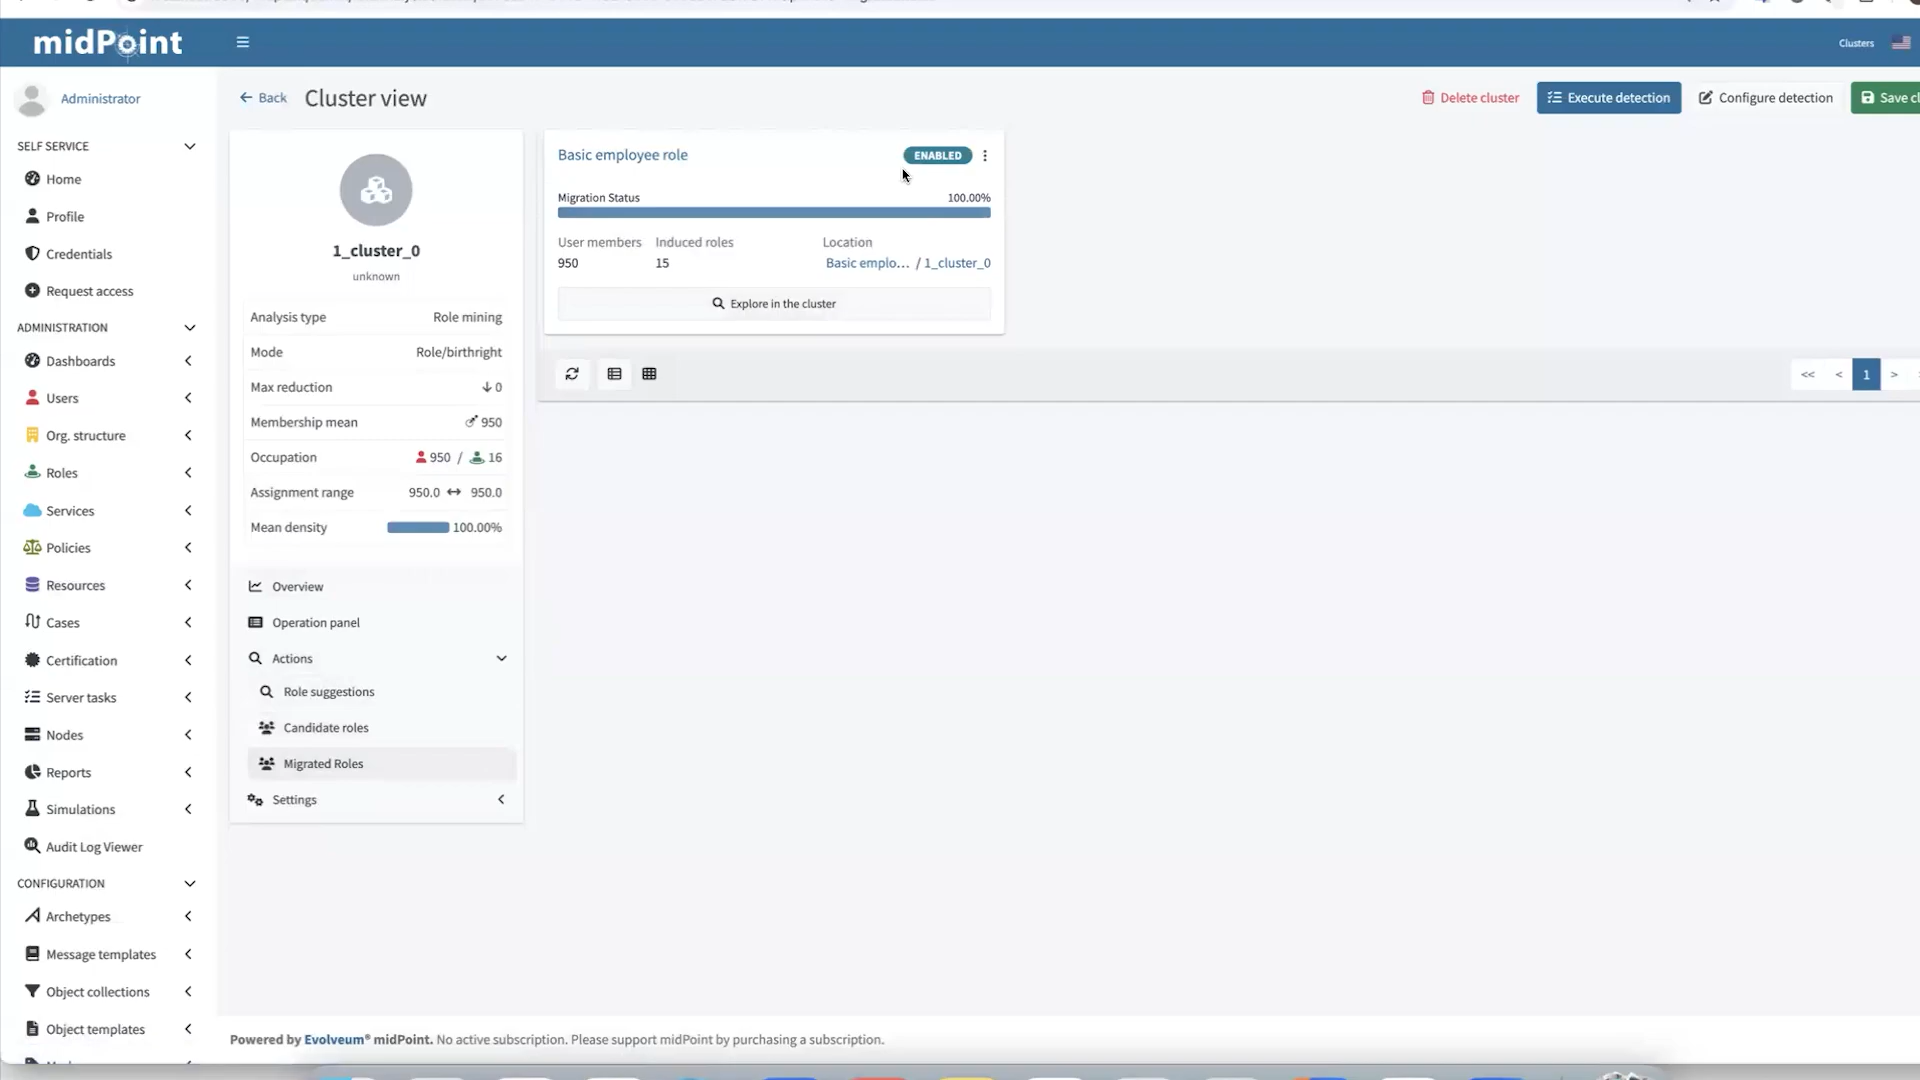 midPoint
Clusters
Administrator
SELF SERVICE
Home
Profile
Credentials
Request access
ADMINISTRATION
Dashboards
Users
Org. structure
Roles
Services
Policies
Resources
Cases
Certification
Server tasks
Nodes
Reports
Simulations
Audit Log Viewer
CONFIGURATION
Archetypes
Message templates
Object collections
Object templates
Back
Cluster view
Delete cluster
Execute detection
Configure detection
Save cl
1_cluster_0
unknown
Analysis type Role mining
Mode Role/birthright
Max reduction 0
Membership mean 950
Occupation 950 / 16
Assignment range 950.0 ↔ 950.0
Mean density 100.00%
Overview
Operation panel
Actions
Role suggestions
Candidate roles
Migrated Roles
Settings
Basic employee role ENABLED
Migration Status 100.00%
User members Induced roles Location
950 15 Basic emplo... / 1_cluster_0
Explore in the cluster
<< < 1 >
Powered by Evolveum® midPoint. No active subscription. Please support midPoint by purchasing a subscription.